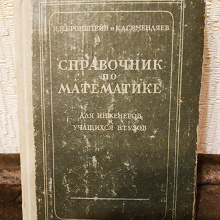 И.Н.БРОНШТЕЙН и К.А.СЕМЕНДЯЕВ
СПРАВОЧНИК
ПО
МАТЕМАТИКЕ
ДЛЯ ИНЖЕНЕРОВ
И
УЧАЩИХСЯ ВТУЗОВ